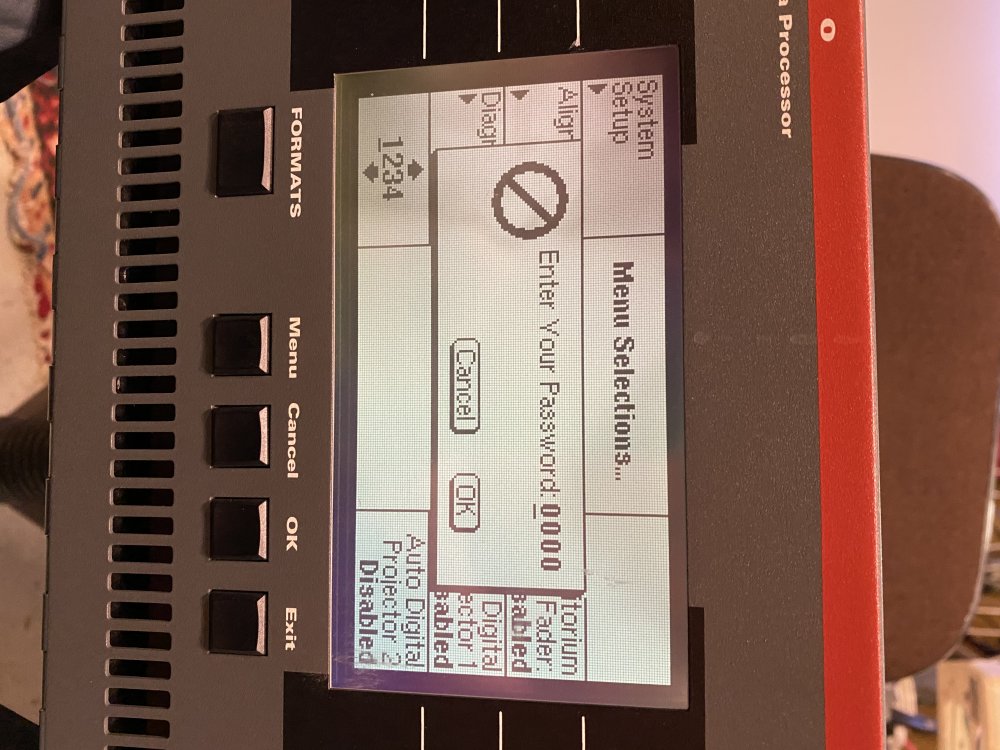 o
a Processor
Menu Selections...
System
Setup
Align
Diagn
Enter Your Password: 0000
Cancel
OK
torium
Fader:
abled
Digital
ector 1
abled
1234
Auto Digital
Projector 2
Disabled
FORMATS
Menu
Cancel
OK
Exit